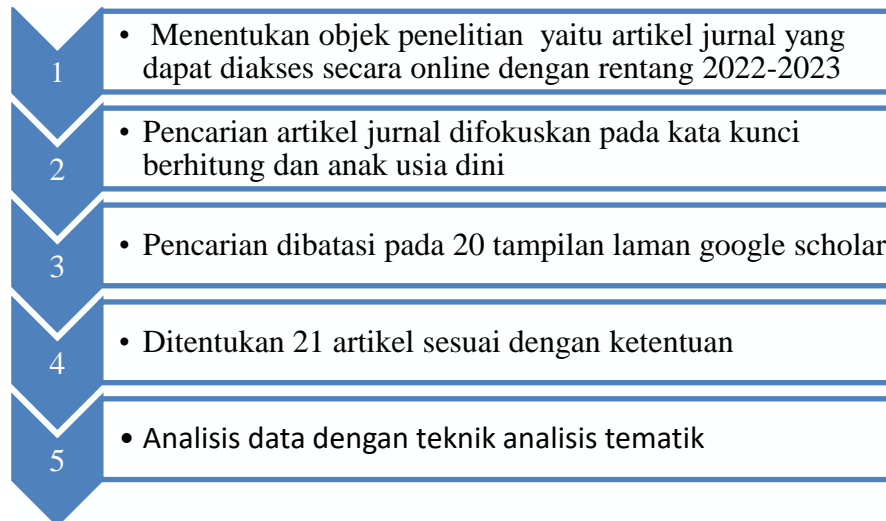 1
• Menentukan objek penelitian yaitu artikel jurnal yang
dapat diakses secara online dengan rentang 2022-2023
2
• Pencarian artikel jurnal difokuskan pada kata kunci
berhitung dan anak usia dini
3
• Pencarian dibatasi pada 20 tampilan laman google scholar
4
• Ditentukan 21 artikel sesuai dengan ketentuan
5
• Analisis data dengan teknik analisis tematik